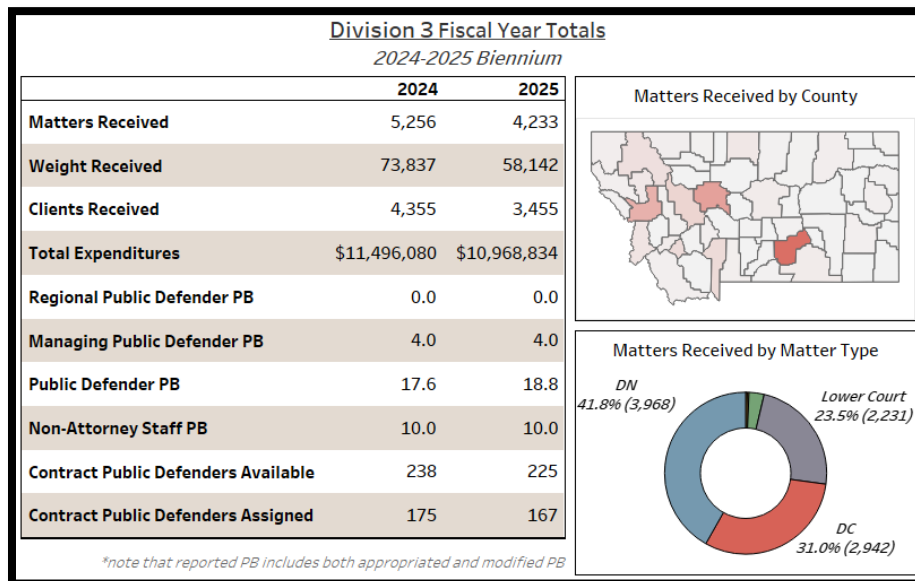 Division 3 Fiscal Year Totals
2024-2025 Biennium
2024 2025
Matters Received 5,256 4,233
Weight Received 73,837 58,142
Clients Received 4,355 3,455
Total Expenditures $11,496,080 $10,968,834
Regional Public Defender PB 0.0 0.0
Managing Public Defender PB 4.0 4.0
Public Defender PB 17.6 18.8
Non-Attorney Staff PB 10.0 10.0
Contract Public Defenders Available 238 225
Contract Public Defenders Assigned 175 167
*note that reported PB includes both appropriated and modified PB
Matters Received by County
Matters Received by Matter Type
DN
41.8% (3,968)
Lower Court
23.5% (2,231)
DC
31.0% (2,942)